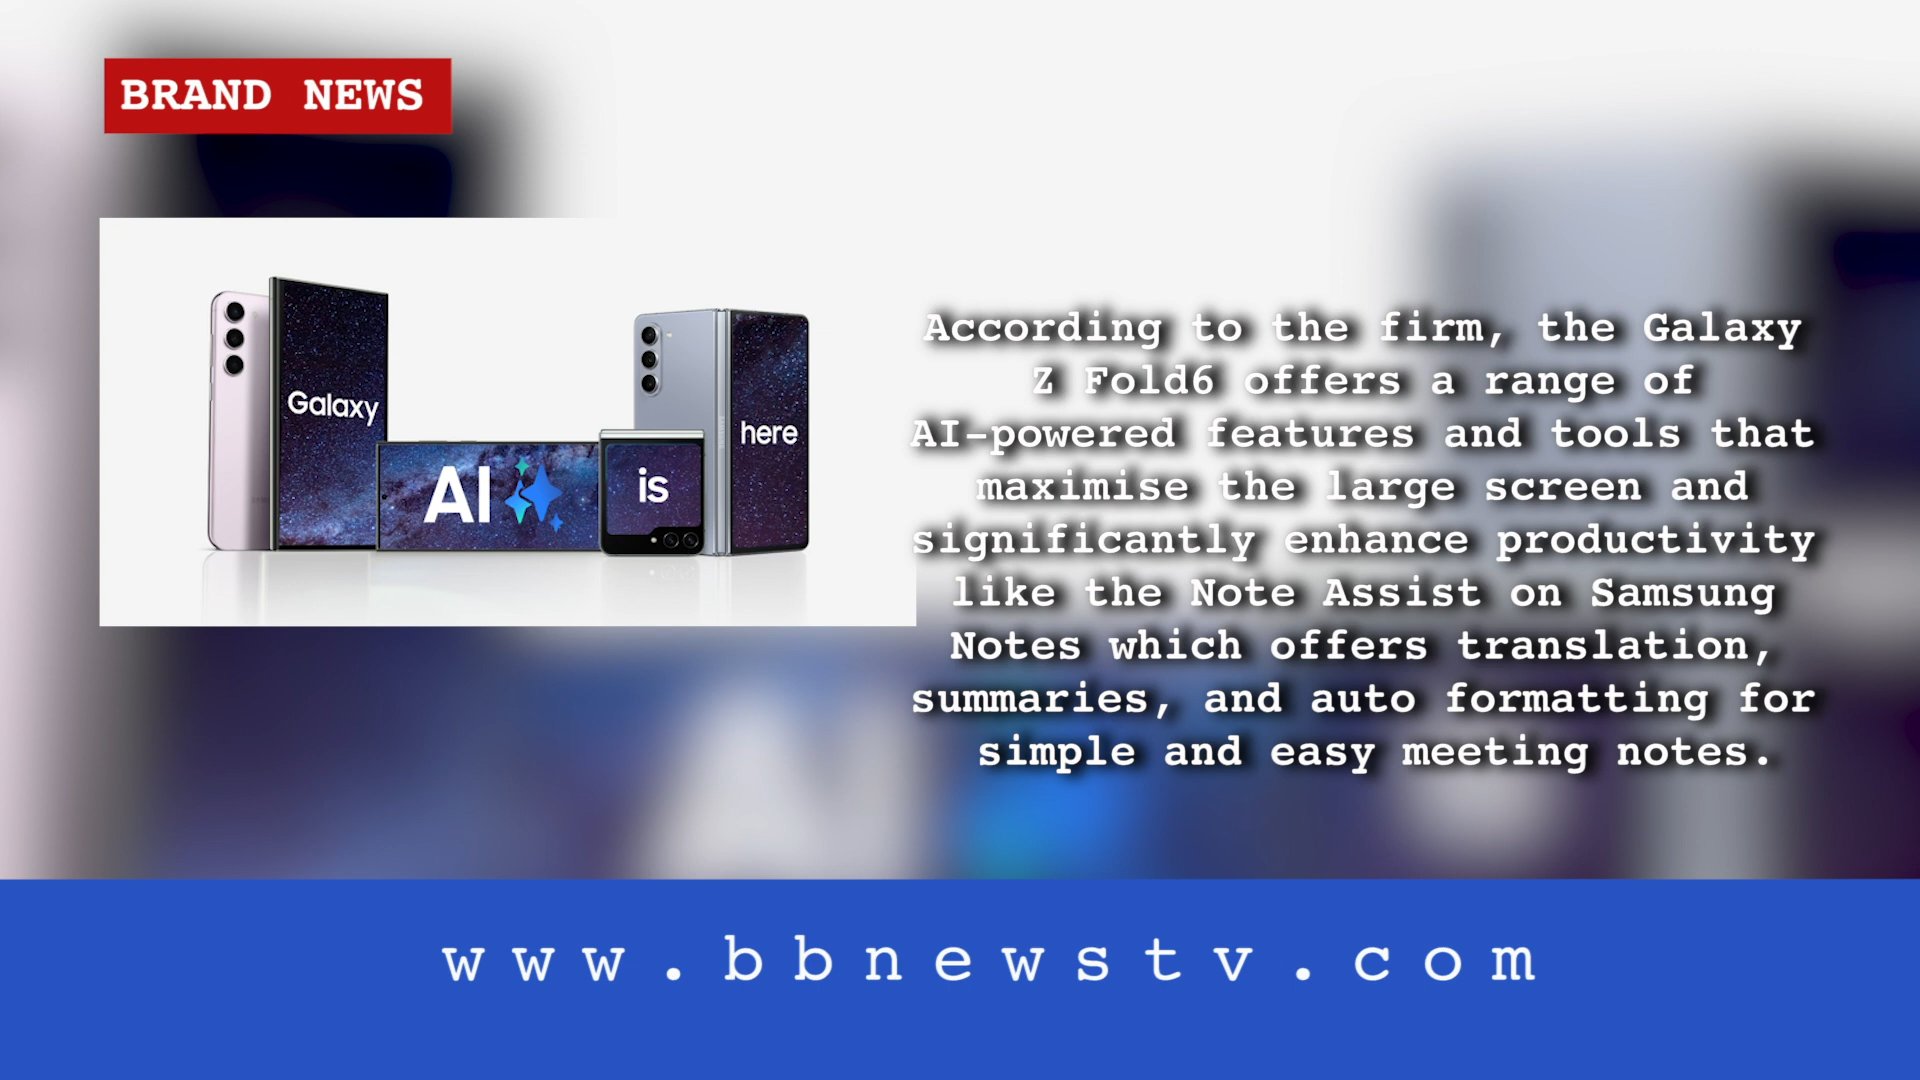 BRAND NEWS
Galaxy
AI
is
here
According to the firm, the Galaxy
Z Fold6 offers a range of
AI-powered features and tools that
maximise the large screen and
significantly enhance productivity
like the Note Assist on Samsung
Notes which offers translation,
summaries, and auto formatting for
simple and easy meeting notes.
www.bbnewstv.com